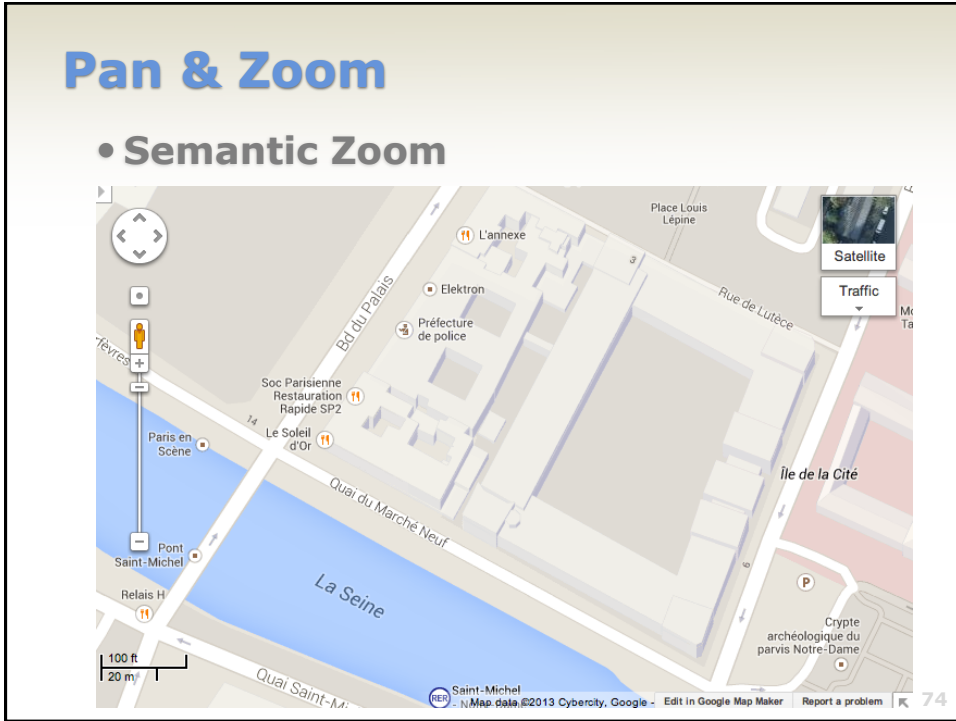 Pan & Zoom
• Semantic Zoom
Place Louis
Lépine
L'annexe
Satellite
Elektron
Traffic
3
Rue de Lutèce
Bd du Palais
Préfecture
de police
Soc Parisienne
Restauration
Rapide SP2
14
Le Soleil
d'Or
Paris en
Scène
Île de la Cité
Quai du Marché Neuf
Pont
Saint-Michel
6
La Seine
P
Relais H
Crypte
archéologique du
parvis Notre-Dame
100 ft
20 m
Quai Saint-Mi
RER
Saint-Michel
Map data ©2013 Cybercity, Google -
Edit in Google Map Maker
Report a problem
74